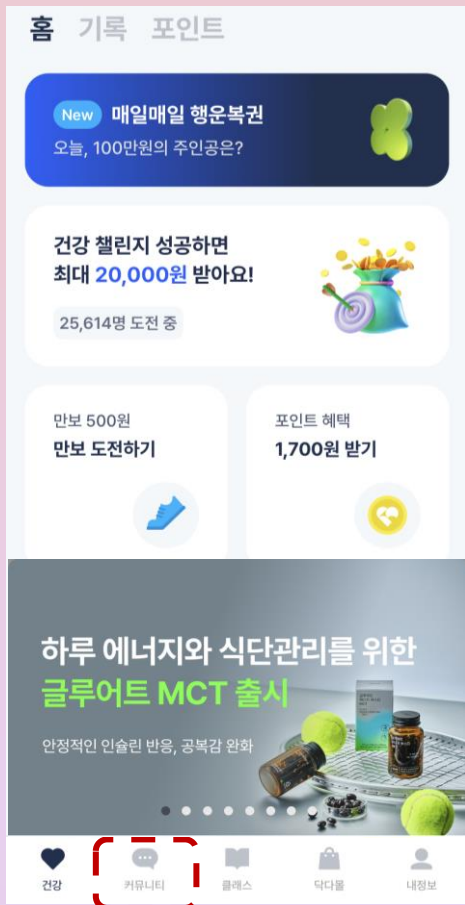 홈 기록 포인트
New 매일매일 행운복권
오늘, 100만원의 주인공은?
건강 챌린지 성공하면
최대 20,000원 받아요!
25,614명 도전 중
만보 500원
만보 도전하기
포인트 혜택
1,700원 받기
하루 에너지와 식단관리를 위한
글루어트 MCT 출시
안정적인 인슐린 반응, 공복감 완화
건강 커뮤니티 클래스 닥다몰 내정보